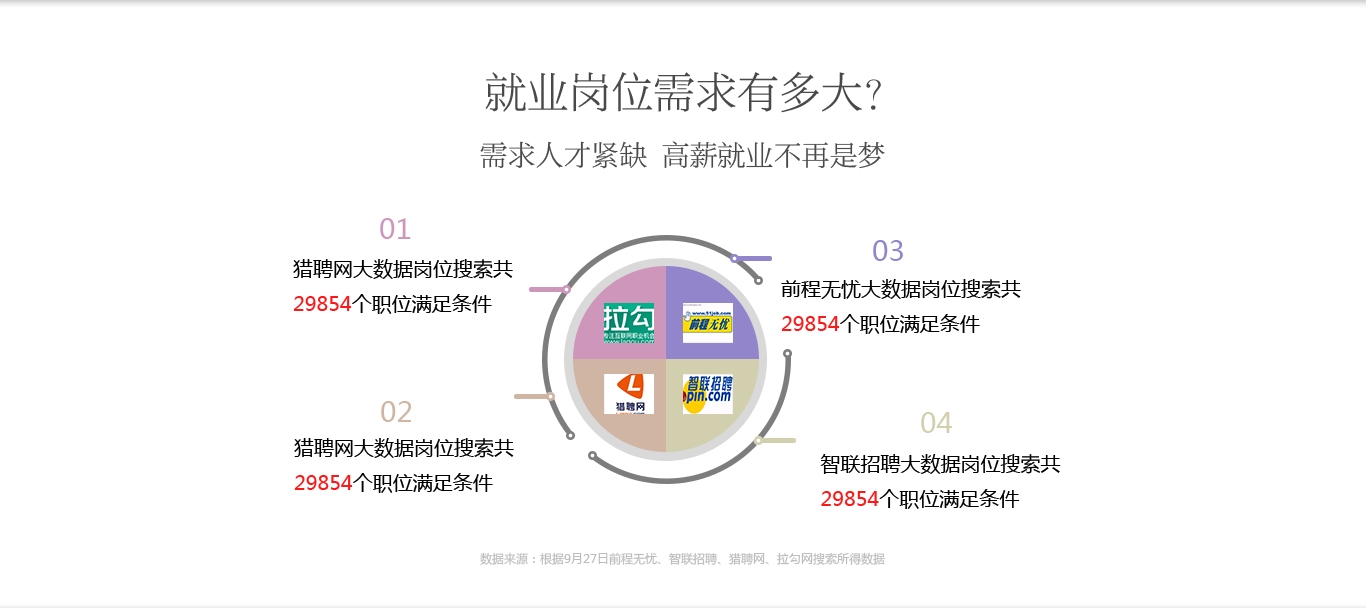 就业岗位需求有多大?
需求人才紧缺 高薪就业不再是梦
01
猎聘网大数据岗位搜索共
29854个职位满足条件
02
猎聘网大数据岗位搜索共
29854个职位满足条件
03
前程无忧大数据岗位搜索共
29854个职位满足条件
04
智联招聘大数据岗位搜索共
29854个职位满足条件
拉勾
专注互联网职业机会
www.51job.com
前程无忧
L
猎聘网
智联招聘
pin.com
数据来源：根据9月27日前程无忧、智联招聘、猎聘网、拉勾网搜索所得数据